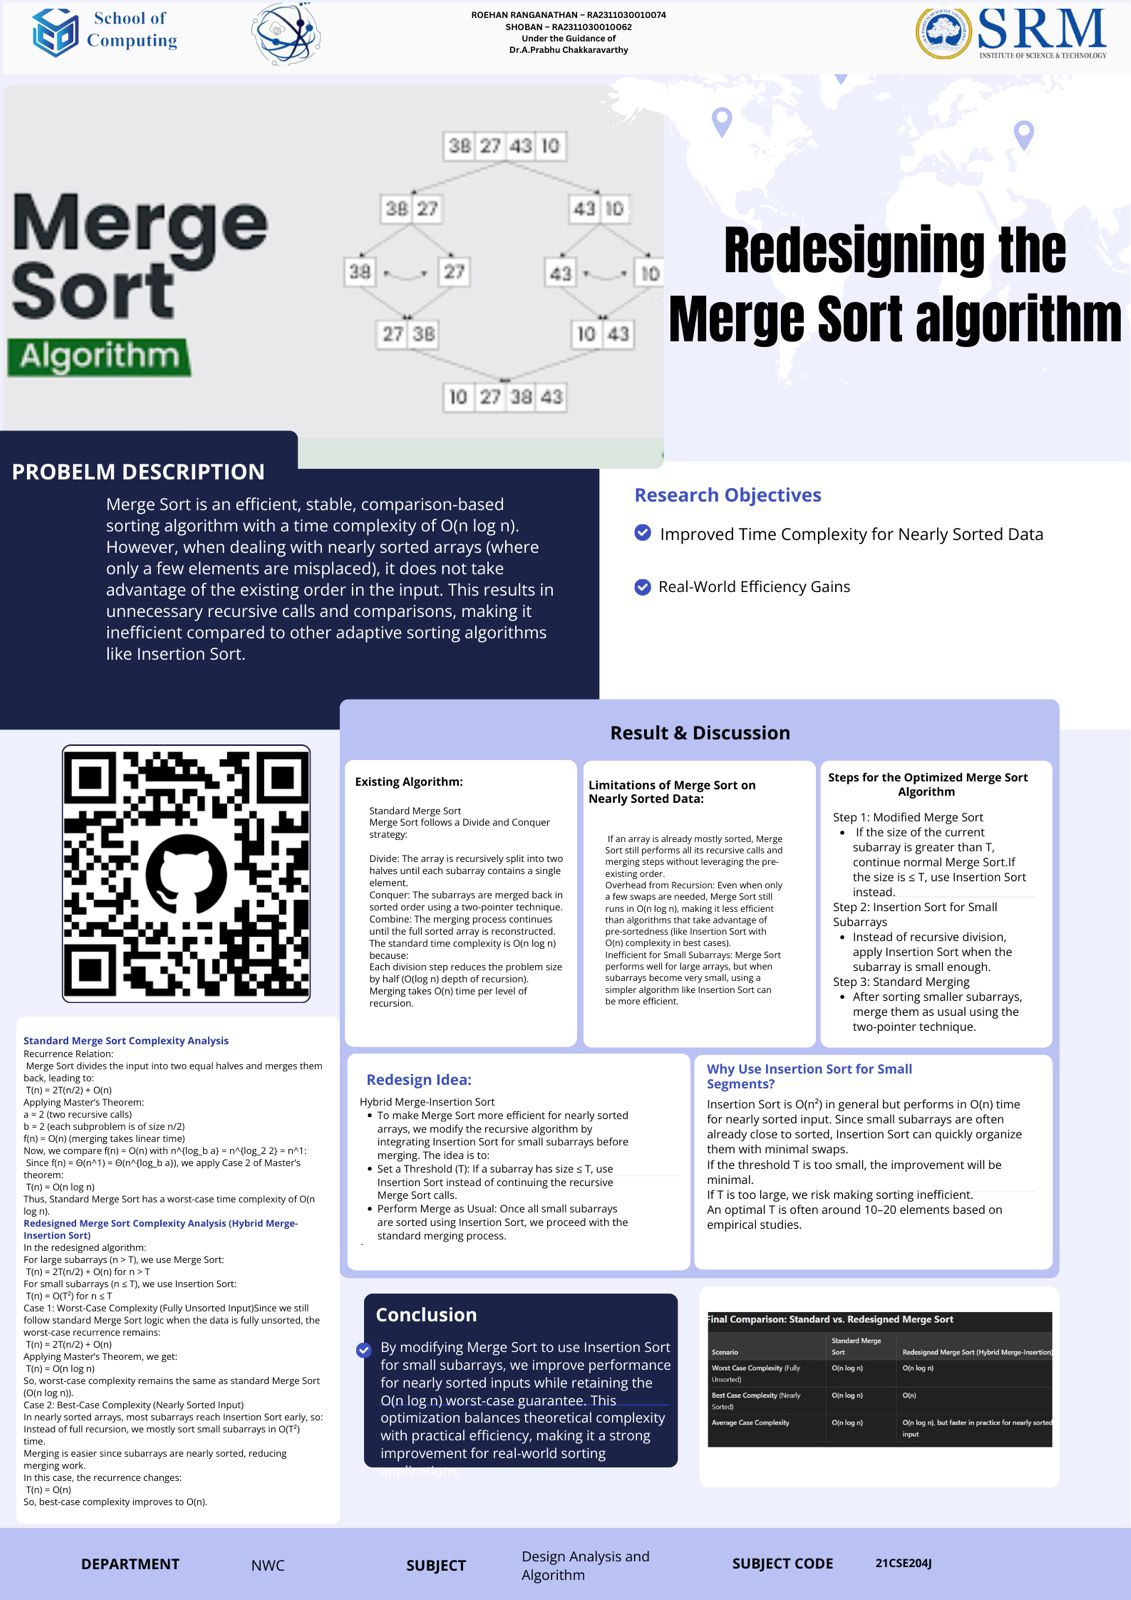 School of
Computing
ROEHAN RANGANATHAN – RA2311030010074
SHOBAN – RA2311030010062
Under the Guidance of
Dr.A.Prabhu Chakkaravarthy
SRM
INSTITUTE OF SCIENCE & TECHNOLOGY
Merge
Sort
Algorithm
38 27 43 10
38 27
43 10
38
27
43
10
27 38
10 43
10 27 38 43
Redesigning the
Merge Sort algorithm
PROBELM DESCRIPTION
Merge Sort is an efficient, stable, comparison-based
sorting algorithm with a time complexity of O(n log n).
However, when dealing with nearly sorted arrays (where
only a few elements are misplaced), it does not take
advantage of the existing order in the input. This results in
unnecessary recursive calls and comparisons, making it
inefficient compared to other adaptive sorting algorithms
like Insertion Sort.
Research Objectives
Improved Time Complexity for Nearly Sorted Data
Real-World Efficiency Gains
Result & Discussion
Existing Algorithm:
Standard Merge Sort
Merge Sort follows a Divide and Conquer
strategy:
Divide: The array is recursively split into two
halves until each subarray contains a single
element.
Conquer: The subarrays are merged back in
sorted order using a two-pointer technique.
Combine: The merging process continues
until the full sorted array is reconstructed.
The standard time complexity is O(n log n)
because:
Each division step reduces the problem size
by half (O(log n) depth of recursion).
Merging takes O(n) time per level of
recursion.
Limitations of Merge Sort on
Nearly Sorted Data:
If an array is already mostly sorted, Merge
Sort still performs all its recursive calls and
merging steps without leveraging the pre-
existing order.
Overhead from Recursion: Even when only
a few swaps are needed, Merge Sort still
runs in O(n log n), making it less efficient
than algorithms that take advantage of
pre-sortedness (like Insertion Sort with
O(n) complexity in best cases).
Inefficient for Small Subarrays: Merge Sort
performs well for large arrays, but when
subarrays become very small, using a
simpler algorithm like Insertion Sort can
be more efficient.
Steps for the Optimized Merge Sort
Algorithm
Step 1: Modified Merge Sort
• If the size of the current
subarray is greater than T,
continue normal Merge Sort.If
the size is ≤ T, use Insertion Sort
instead.
Step 2: Insertion Sort for Small
Subarrays
• Instead of recursive division,
apply Insertion Sort when the
subarray is small enough.
Step 3: Standard Merging
• After sorting smaller subarrays,
merge them as usual using the
two-pointer technique.
Standard Merge Sort Complexity Analysis
Recurrence Relation:
Merge Sort divides the input into two equal halves and merges them
back, leading to:
T(n) = 2T(n/2) + O(n)
Applying Master's Theorem:
a = 2 (two recursive calls)
b = 2 (each subproblem is of size n/2)
f(n) = O(n) (merging takes linear time)
Now, we compare f(n) = O(n) with n^{log_b a} = n^{log_2 2} = n^1:
Since f(n) = Θ(n^1) = Θ(n^{log_b a}), we apply Case 2 of Master's
theorem:
T(n) = O(n log n)
Thus, Standard Merge Sort has a worst-case time complexity of O(n
log n).
Redesigned Merge Sort Complexity Analysis (Hybrid Merge-
Insertion Sort)
In the redesigned algorithm:
For large subarrays (n > T), we use Merge Sort:
T(n) = 2T(n/2) + O(n) for n > T
For small subarrays (n ≤ T), we use Insertion Sort:
T(n) = O(T²) for n ≤ T
Case 1: Worst-Case Complexity (Fully Unsorted Input)Since we still
follow standard Merge Sort logic when the data is fully unsorted, the
worst-case recurrence remains:
T(n) = 2T(n/2) + O(n)
Applying Master's Theorem, we get:
T(n) = O(n log n)
So, worst-case complexity remains the same as standard Merge Sort
(O(n log n)).
Case 2: Best-Case Complexity (Nearly Sorted Input)
In nearly sorted arrays, most subarrays reach Insertion Sort early, so:
Instead of full recursion, we mostly sort small subarrays in O(T²)
time.
Merging is easier since subarrays are nearly sorted, reducing
merging work.
In this case, the recurrence changes:
T(n) = O(n)
So, best-case complexity improves to O(n).
Redesign Idea:
Hybrid Merge-Insertion Sort
• To make Merge Sort more efficient for nearly sorted
arrays, we modify the recursive algorithm by
integrating Insertion Sort for small subarrays before
merging. The idea is to:
• Set a Threshold (T): If a subarray has size ≤ T, use
Insertion Sort instead of continuing the recursive
Merge Sort calls.
• Perform Merge as Usual: Once all small subarrays
are sorted using Insertion Sort, we proceed with the
standard merging process.
.
Why Use Insertion Sort for Small
Segments?
Insertion Sort is O(n²) in general but performs in O(n) time
for nearly sorted input. Since small subarrays are often
already close to sorted, Insertion Sort can quickly organize
them with minimal swaps.
If the threshold T is too small, the improvement will be
minimal.
If T is too large, we risk making sorting inefficient.
An optimal T is often around 10–20 elements based on
empirical studies.
Conclusion
By modifying Merge Sort to use Insertion Sort
for small subarrays, we improve performance
for nearly sorted inputs while retaining the
O(n log n) worst-case guarantee. This
optimization balances theoretical complexity
with practical efficiency, making it a strong
improvement for real-world sorting
applications.
Final Comparison: Standard vs. Redesigned Merge Sort
Scenario Standard Merge Sort Redesigned Merge Sort (Hybrid Merge-Insertion)
Worst Case Complexity (Fully Unsorted) O(n log n) O(n log n)
Best Case Complexity (Nearly Sorted) O(n log n) O(n)
Average Case Complexity O(n log n) O(n log n), but faster in practice for nearly sorted input
DEPARTMENT NWC SUBJECT Design Analysis and Algorithm SUBJECT CODE 21CSE204J